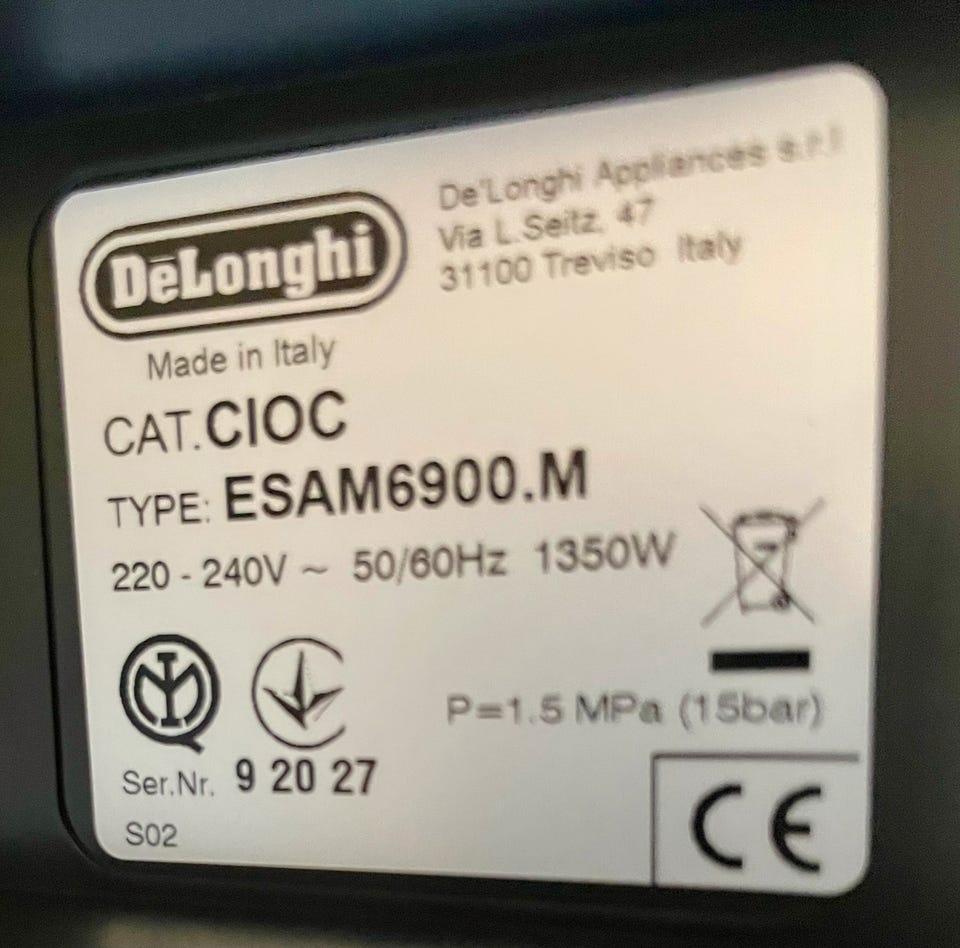 DeLonghi
De'Longhi Appliances s.r.l
Via L.Seitz, 47
31100 Treviso Italy
Made in Italy
CAT.CIOC
TYPE: ESAM6900.M
220 - 240V ~ 50/60Hz 1350W
P=1.5 MPa (15bar)
Ser.Nr. 9 20 27
S02
CE